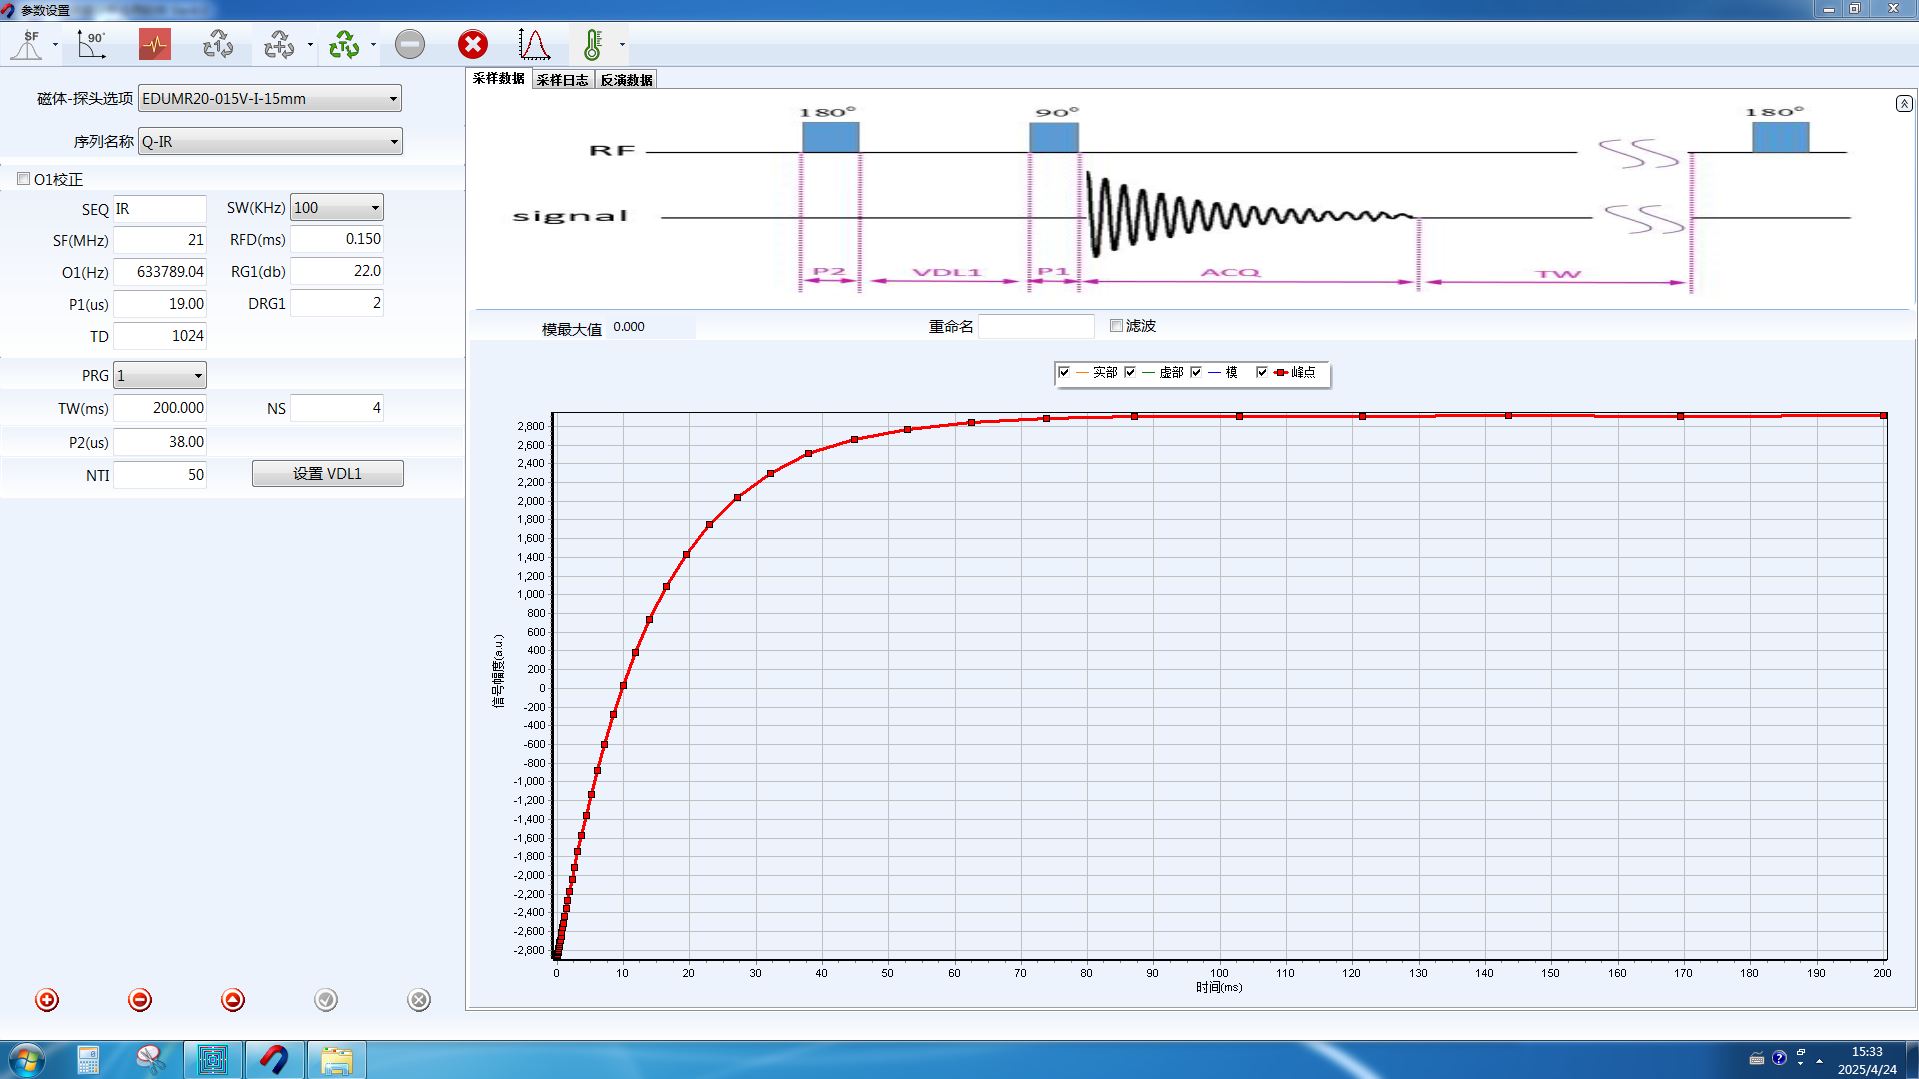 参数设置
SF
90°
磁体-探头选项 EDUMR20-015V-I-15mm
序列名称 Q-IR
O1校正
SEQ IR SW(KHz) 100
SF(MHz) 21 RFD(ms) 0.150
O1(Hz) 633789.04 RG1(db) 22.0
P1(us) 19.00 DRG1 2
TD 1024
PRG 1
TW(ms) 200.000 NS 4
P2(us) 38.00
NTI 50 设置 VDL1
采样数据 采样日志 反演数据
180° 90° 180°
RF
signal
P2 VDL1 P1 ACQ TW
模最大值 0.000 重命名 滤波
实部 虚部 模 峰点
2,800
2,600
2,400
2,200
2,000
1,800
1,600
1,400
1,200
1,000
800
600
400
200
0
-200
-400
-600
-800
-1,000
-1,200
-1,400
-1,600
-1,800
-2,000
-2,200
-2,400
-2,600
-2,800
信号幅度(a.u.)
0 10 20 30 40 50 60 70 80 90 100 110 120 130 140 150 160 170 180 190 200
时间(ms)
15:33
2025/4/24